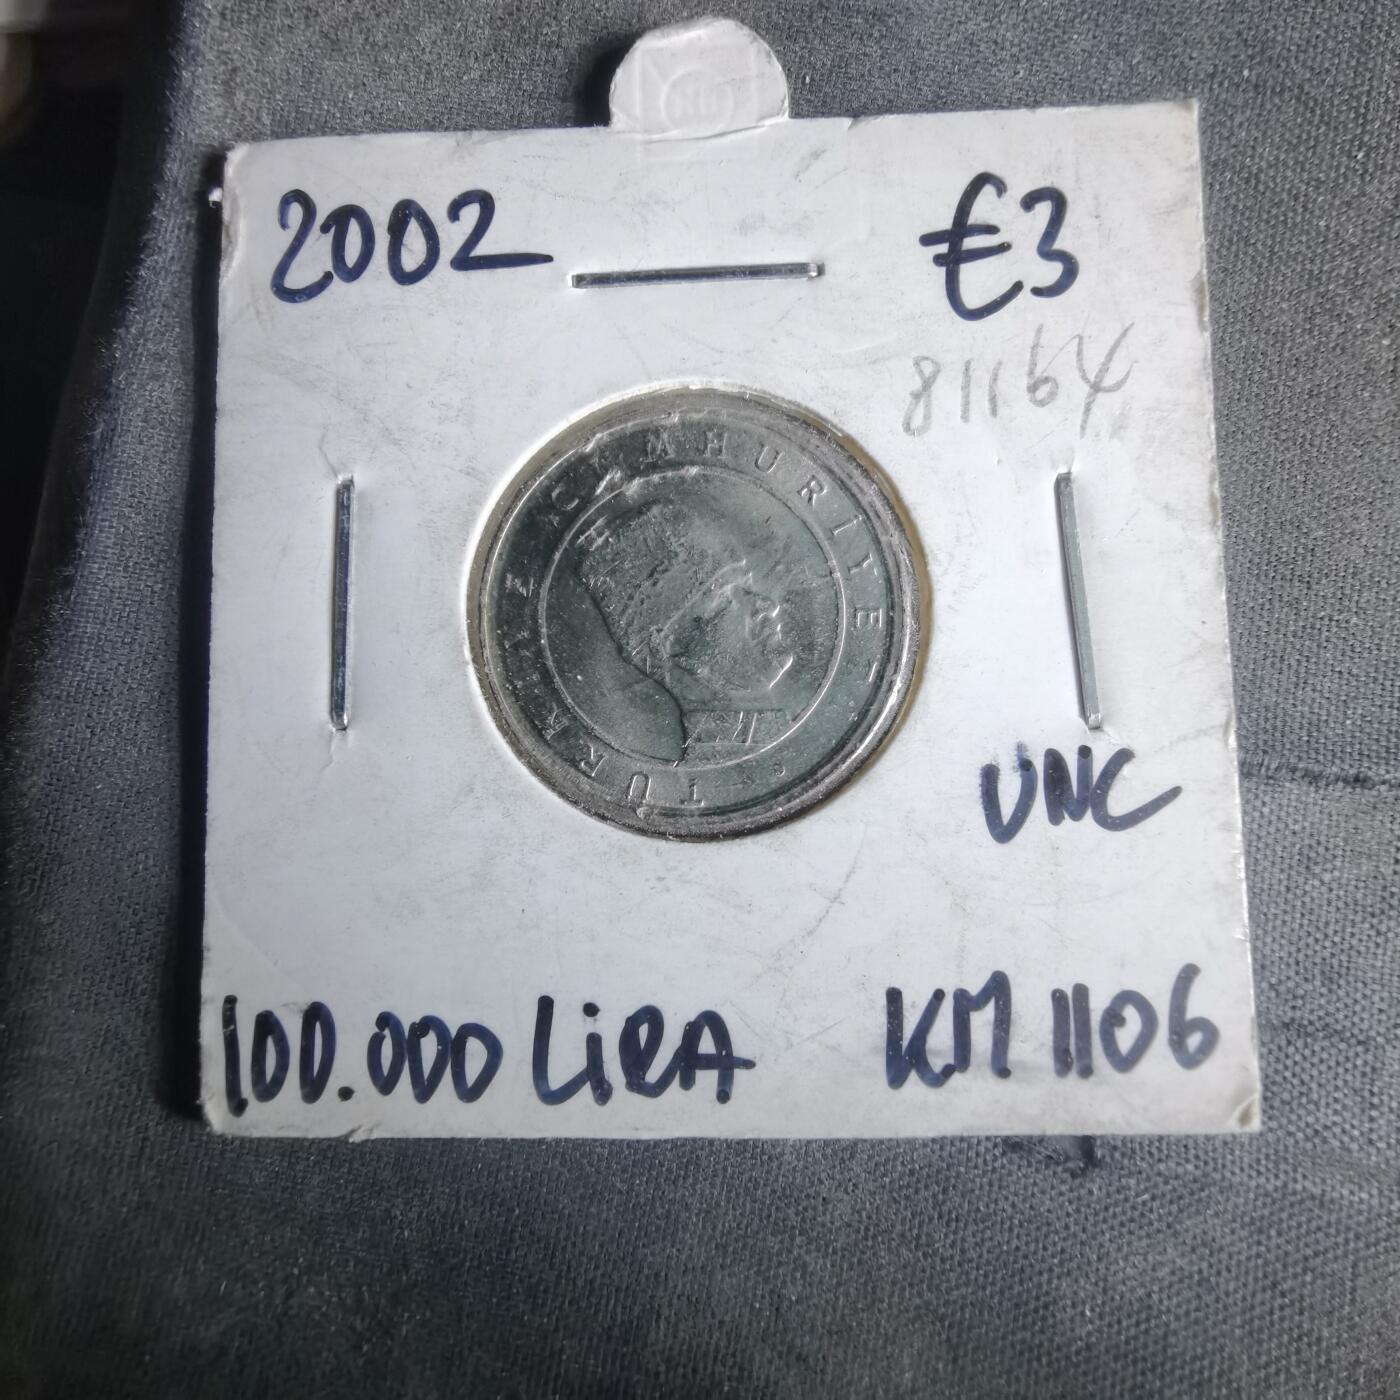 2002 €3
81164
TÜRKİYE CUMHURİYETİ
UNC
100.000 LiRA KM 1106